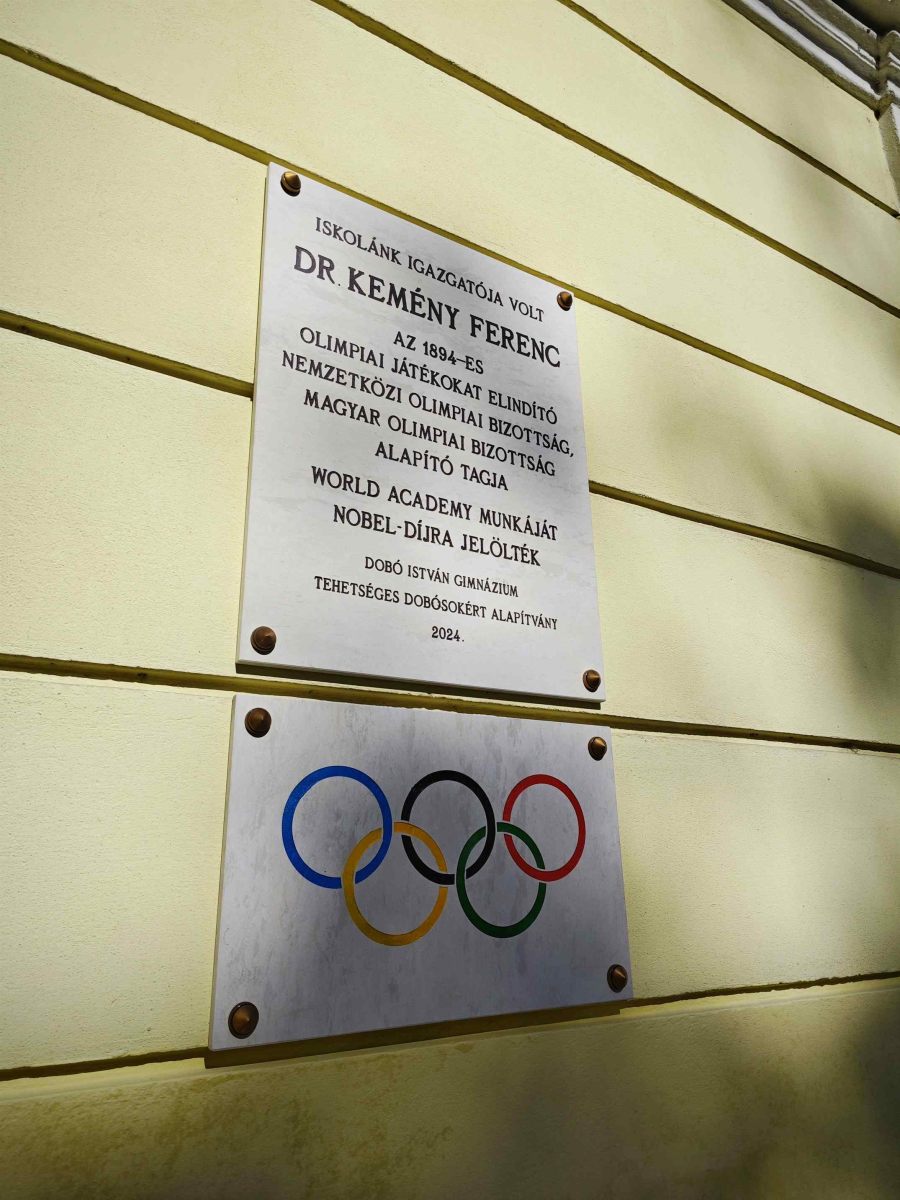 ISKOLÁNK IGAZGATÓJA VOLT
DR. KEMÉNY FERENC
AZ 1894-ES
OLIMPIAI JÁTÉKOKAT ELINDÍTÓ
NEMZETKÖZI OLIMPIAI BIZOTTSÁG,
MAGYAR OLIMPIAI BIZOTTSÁG
ALAPÍTÓ TAGJA
WORLD ACADEMY MUNKÁJÁT
NOBEL-DÍJRA JELÖLTÉK
DOBÓ ISTVÁN GIMNÁZIUM
TEHETSÉGES DOBÓSOKÉRT ALAPÍTVÁNY
2024.